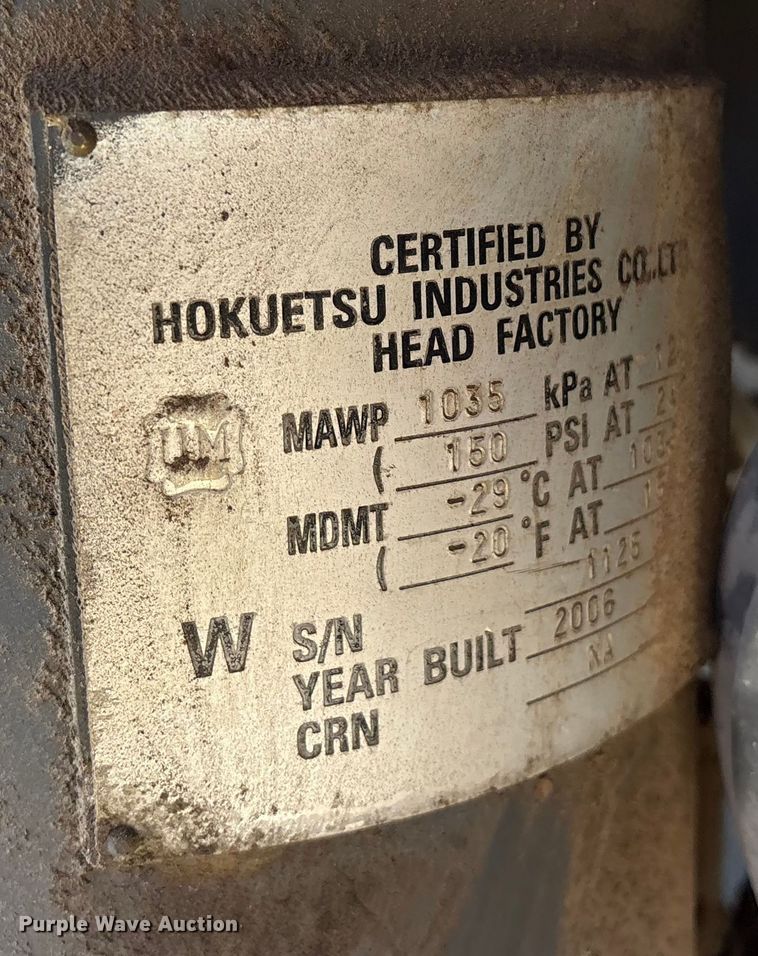 CERTIFIED BY
HOKUETSU INDUSTRIES CO.,LT
HEAD FACTORY
UM
MAWP 1035 kPa AT
( 150 PSI AT
MDMT -29 °C AT
( -20 °F AT
W S/N 1125
YEAR BUILT 2006
CRN NA
Purple Wave Auction